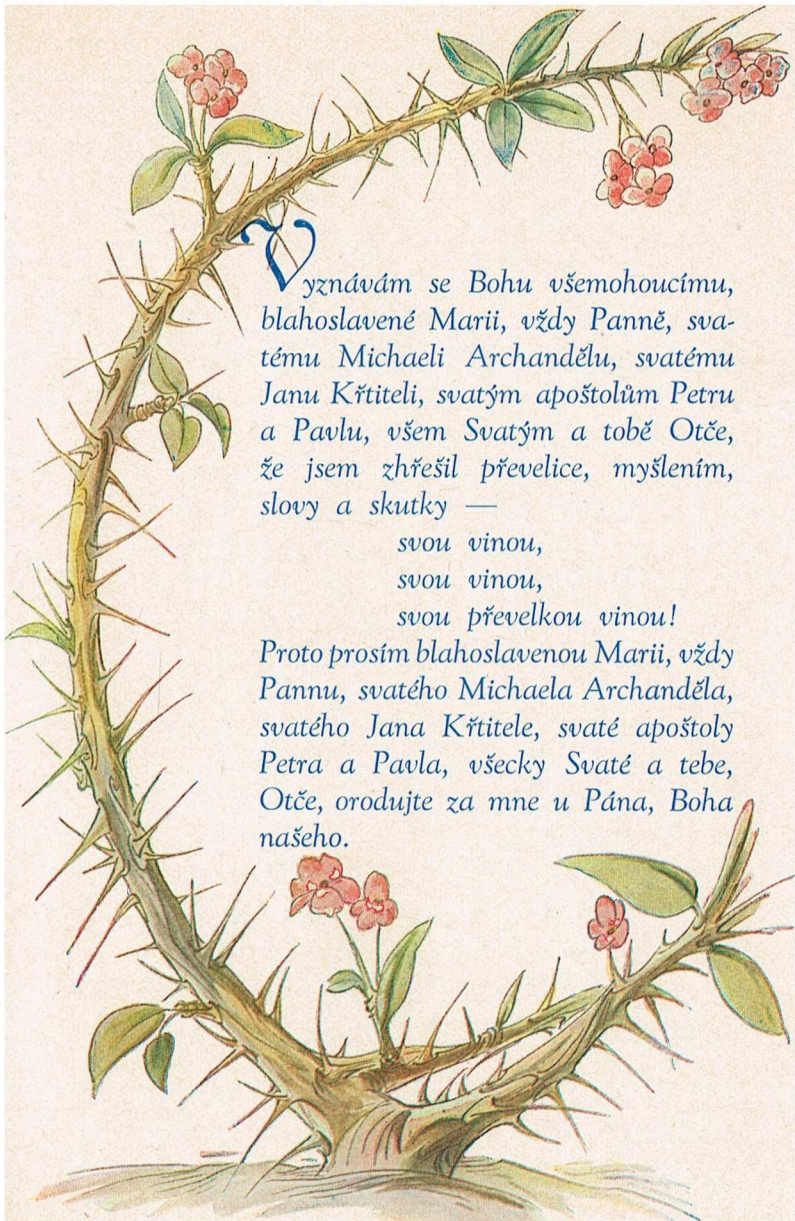 Vyznávám se Bohu všemohoucímu,
blahoslavené Marii, vždy Panně, sva-
tému Michaeli Archandělu, svatému
Janu Křtiteli, svatým apoštolům Petru
a Pavlu, všem Svatým a tobě Otče,
že jsem zhřešil převelice, myšlením,
slovy a skutky —
svou vinou,
svou vinou,
svou převelkou vinou!
Proto prosím blahoslavenou Marii, vždy
Pannu, svatého Michaela Archanděla,
svatého Jana Křtitele, svaté apoštoly
Petra a Pavla, všecky Svaté a tebe,
Otče, orodujte za mne u Pána, Boha
našeho.